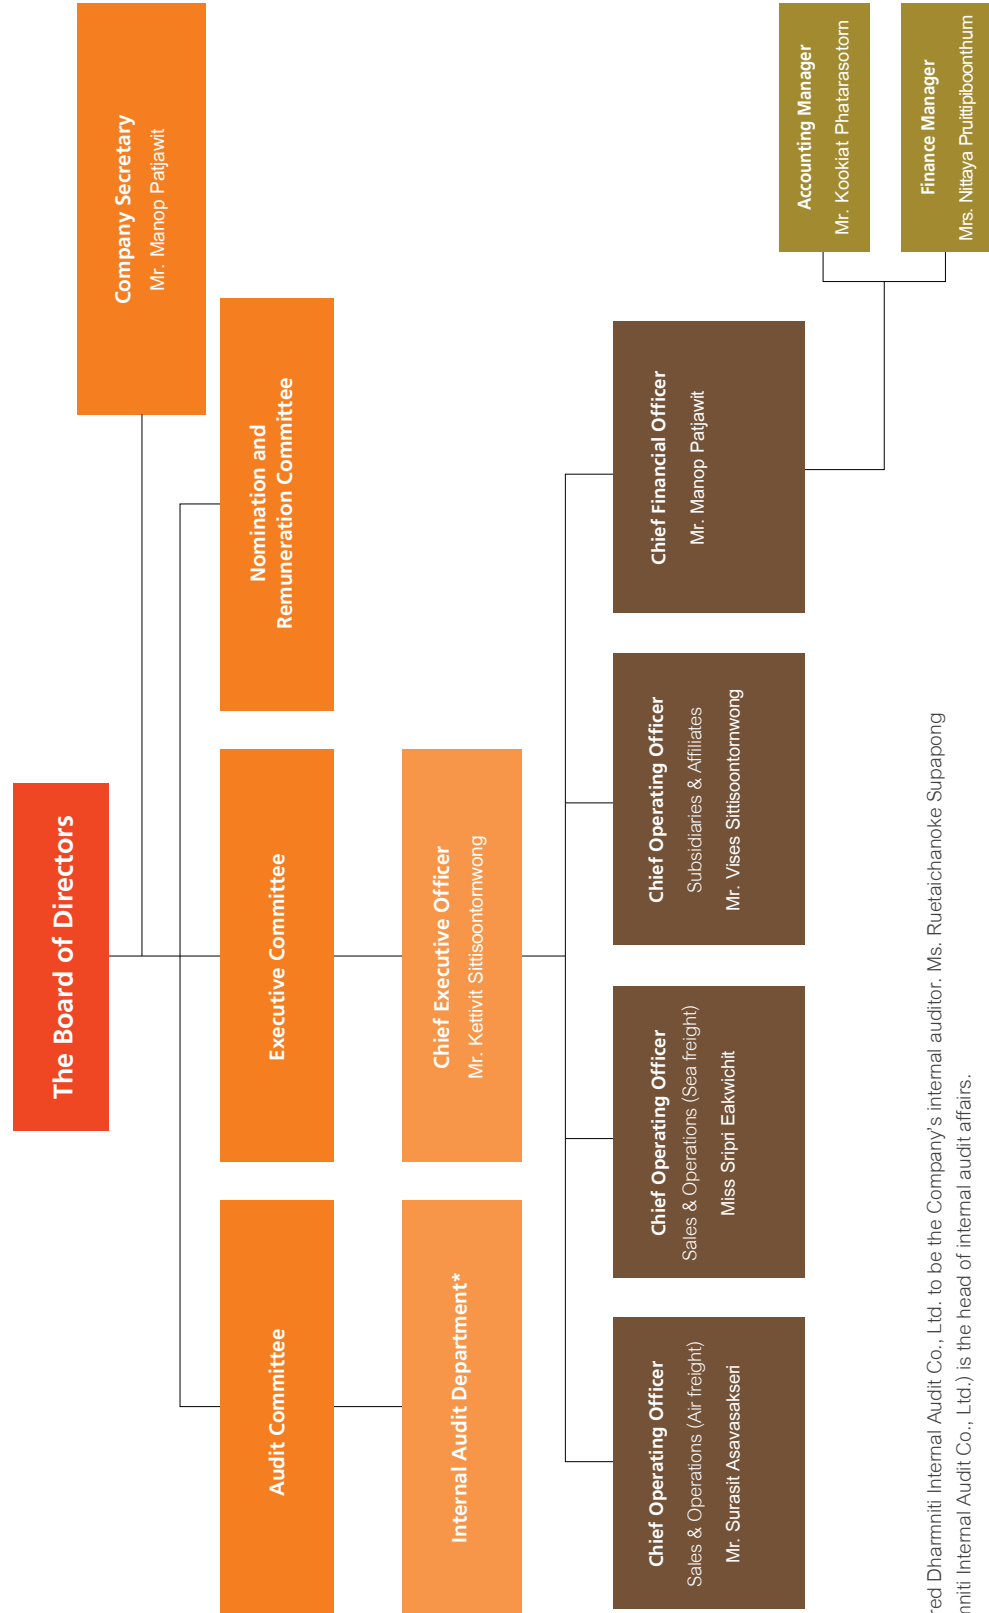 The Board of Directors
Company Secretary
Mr. Manop Patjawit
Audit Committee
Executive Committee
Nomination and
Remuneration Committee
Internal Audit Department*
Chief Executive Officer
Mr. Kettivit Sittisoontornwong
Chief Operating Officer
Sales & Operations (Air freight)
Mr. Surasit Asavasakseri
Chief Operating Officer
Sales & Operations (Sea freight)
Miss Sripri Eakwichit
Chief Operating Officer
Subsidiaries & Affiliates
Mr. Vises Sittisoontornwong
Chief Financial Officer
Mr. Manop Patjawit
Accounting Manager
Mr. Kookiat Phatarasotorn
Finance Manager
Mrs. Nittaya Pruittipiboonthum
Dharmniti Internal Audit Co., Ltd. to be the Company's internal auditor. Ms. Ruetaichanoke Supapong
Internal Audit Co., Ltd.) is the head of internal audit affairs.